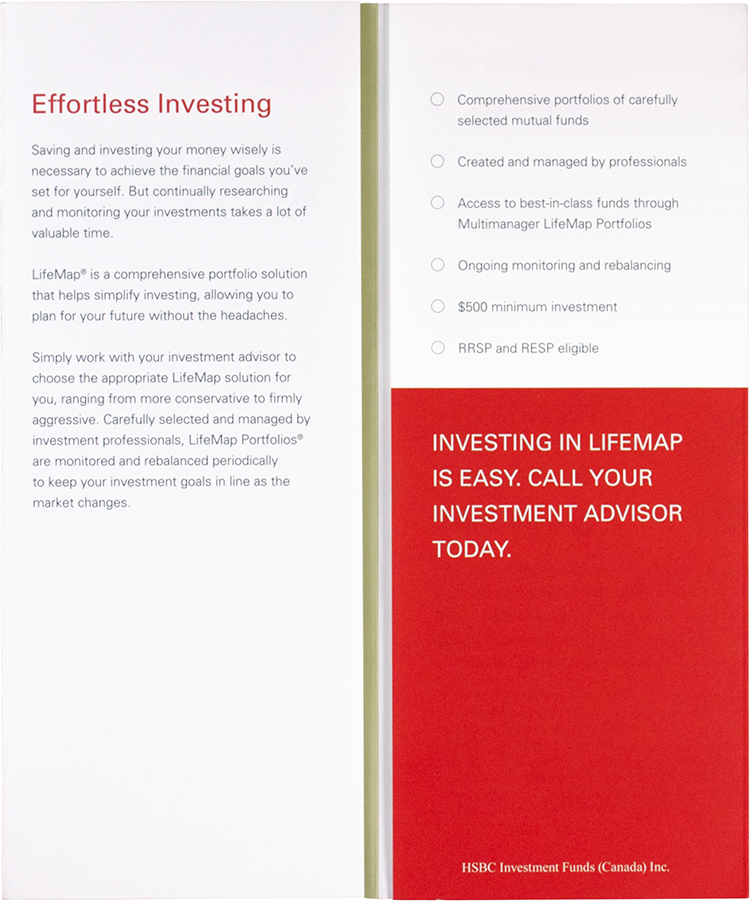 Effortless Investing
Saving and investing your money wisely is
necessary to achieve the financial goals you've
set for yourself. But continually researching
and monitoring your investments takes a lot of
valuable time.
LifeMap® is a comprehensive portfolio solution
that helps simplify investing, allowing you to
plan for your future without the headaches.
Simply work with your investment advisor to
choose the appropriate LifeMap solution for
you, ranging from more conservative to firmly
aggressive. Carefully selected and managed by
investment professionals, LifeMap Portfolios®
are monitored and rebalanced periodically
to keep your investment goals in line as the
market changes.
Comprehensive portfolios of carefully
selected mutual funds
Created and managed by professionals
Access to best-in-class funds through
Multimanager LifeMap Portfolios
Ongoing monitoring and rebalancing
$500 minimum investment
RRSP and RESP eligible
INVESTING IN LIFEMAP
IS EASY. CALL YOUR
INVESTMENT ADVISOR
TODAY.
HSBC Investment Funds (Canada) Inc.